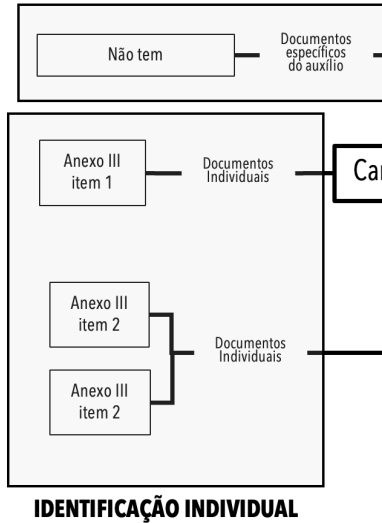 Não tem
Documentos
específicos
do auxílio
Anexo III
item 1
Documentos
Individuais
Anexo III
item 2
Documentos
Individuais
Anexo III
item 2
IDENTIFICAÇÃO INDIVIDUAL